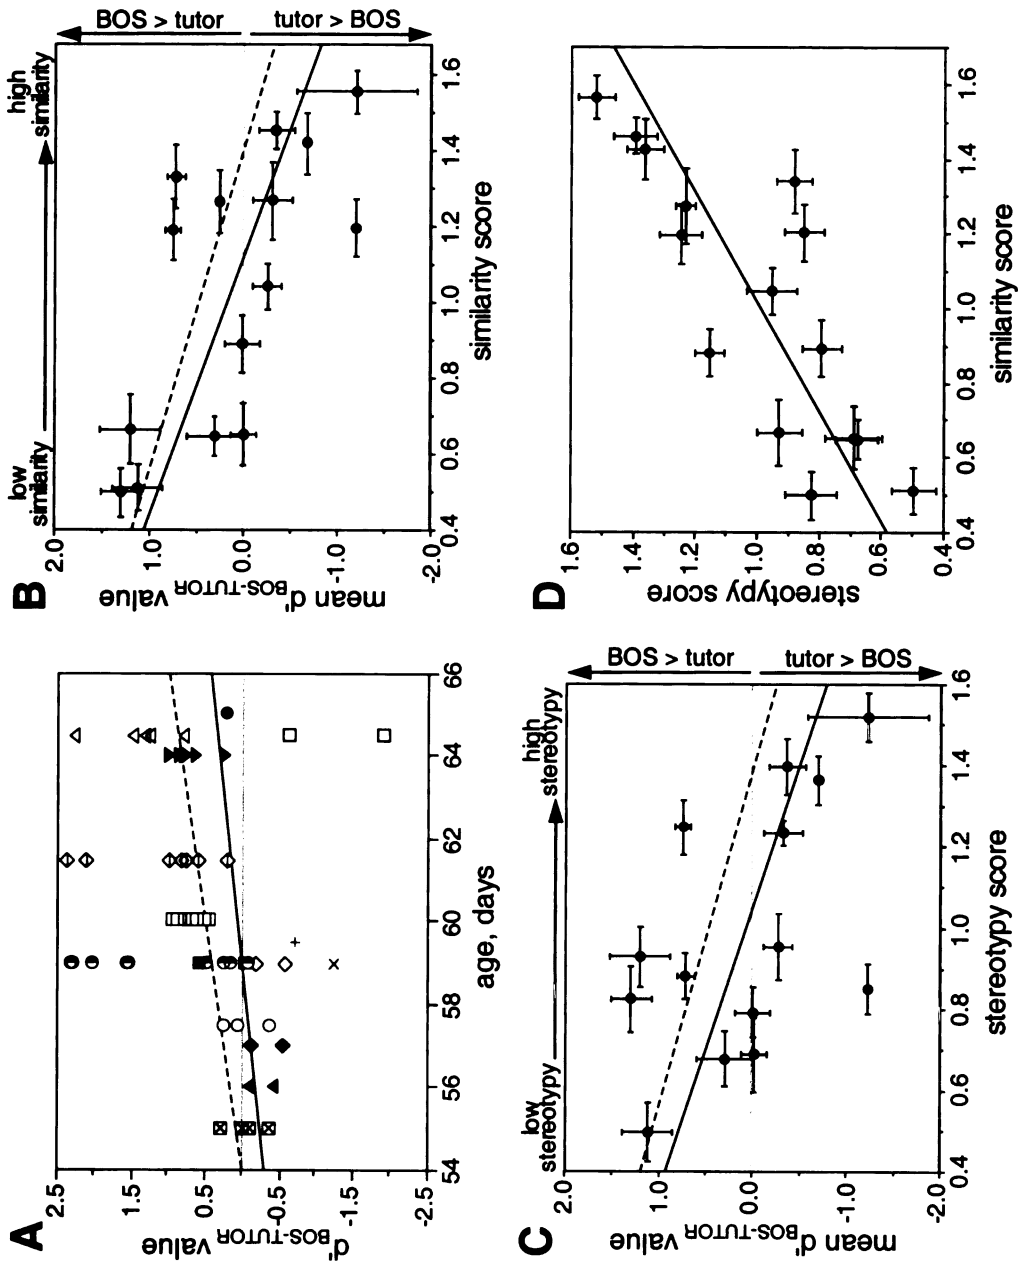 A
2.5
1.5
0.5
-0.5
-1.5
-2.5
d'BOS-TUTOR
value
54
56
58
60
62
64
66
age, days
B
low
similarity
high
similarity
BOS > tutor
tutor > BOS
2.0
1.0
0.0
-1.0
-2.0
mean d'BOS-TUTOR
value
0.4
0.6
0.8
1.0
1.2
1.4
1.6
similarity score
C
low
stereotypy
high
stereotypy
BOS > tutor
tutor > BOS
2.0
1.0
0.0
-1.0
-2.0
mean d'BOS-TUTOR
value
0.4
0.6
0.8
1.0
1.2
1.4
1.6
stereotypy score
D
1.6
1.4
1.2
1.0
0.8
0.6
0.4
stereotypy score
0.4
0.6
0.8
1.0
1.2
1.4
1.6
similarity score